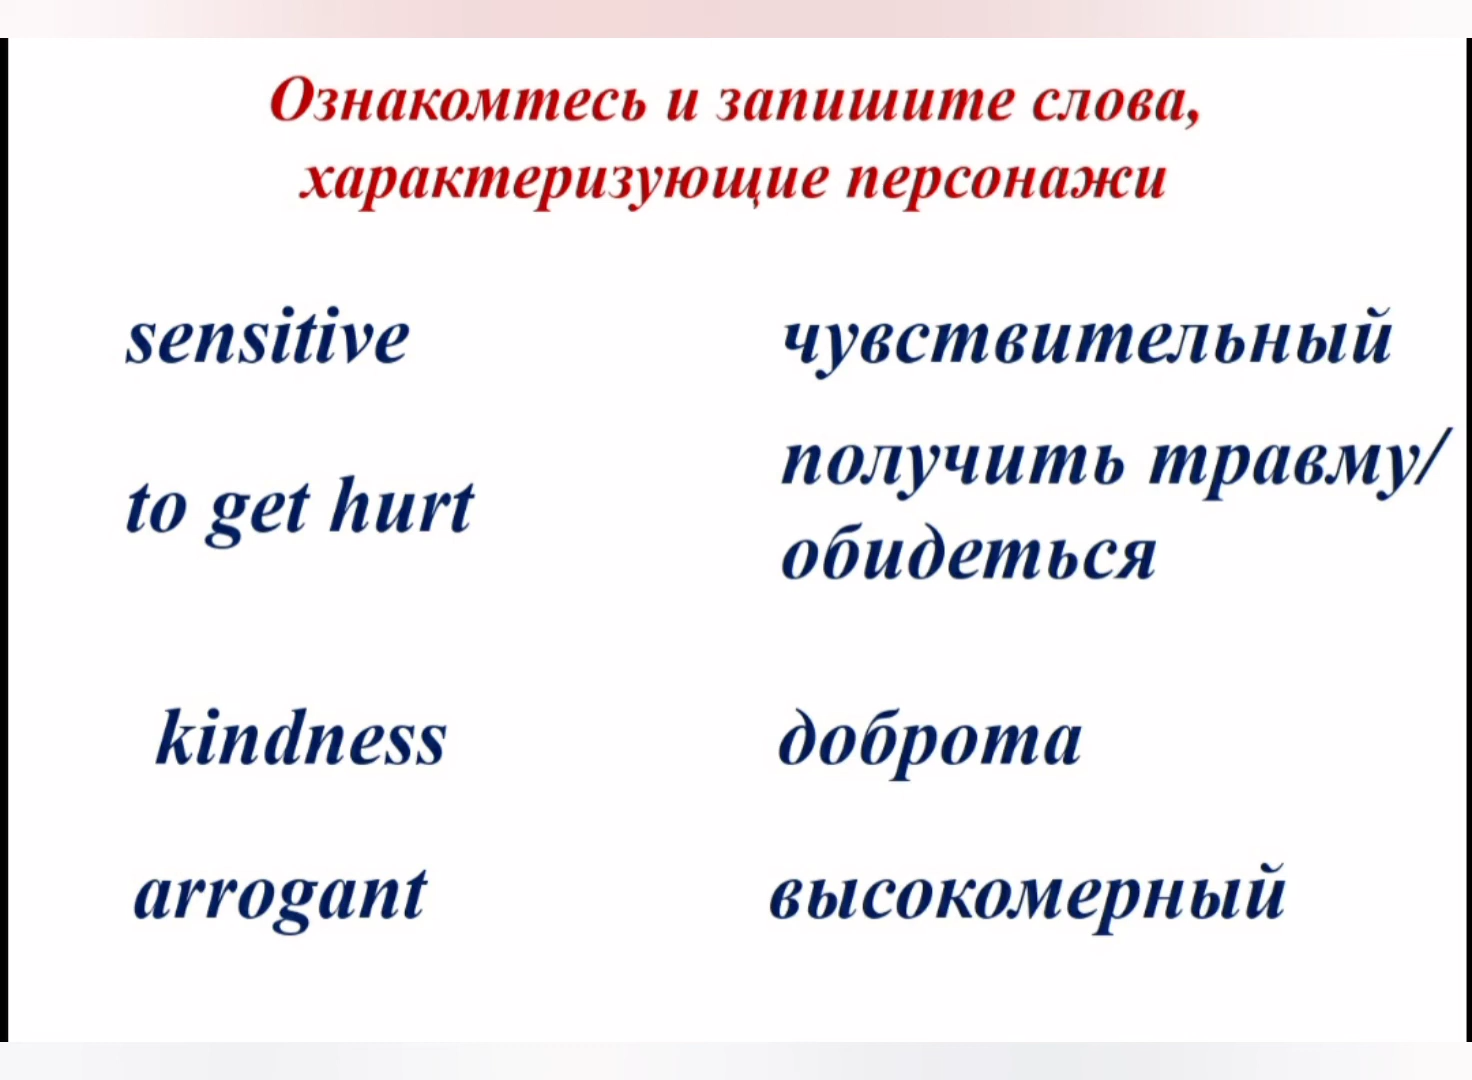 Ознакомтесь и запишите слова,
характеризующие персонажи
sensitive чувствительный
to get hurt получить травму/
обидеться
kindness доброта
arrogant высокомерный